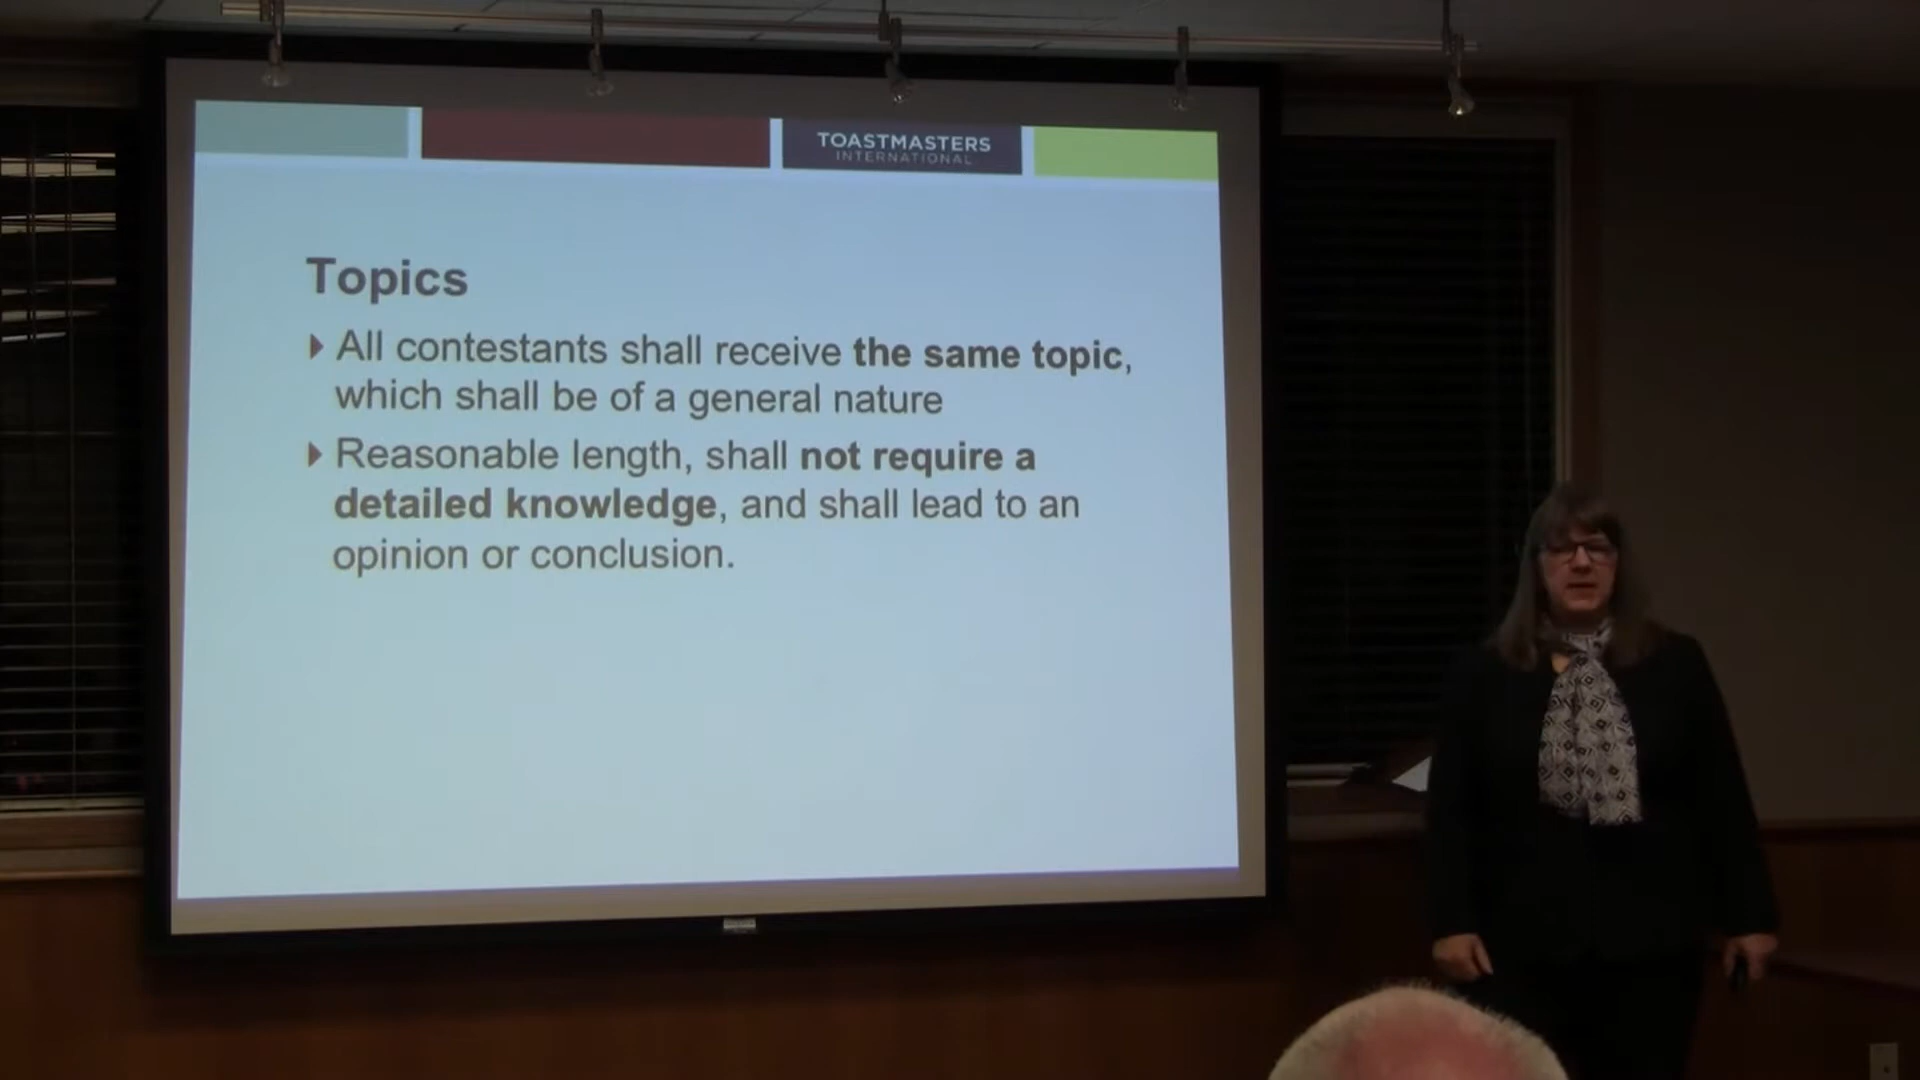 TOASTMASTERS
INTERNATIONAL
Topics
All contestants shall receive the same topic,
which shall be of a general nature
Reasonable length, shall not require a
detailed knowledge, and shall lead to an
opinion or conclusion.